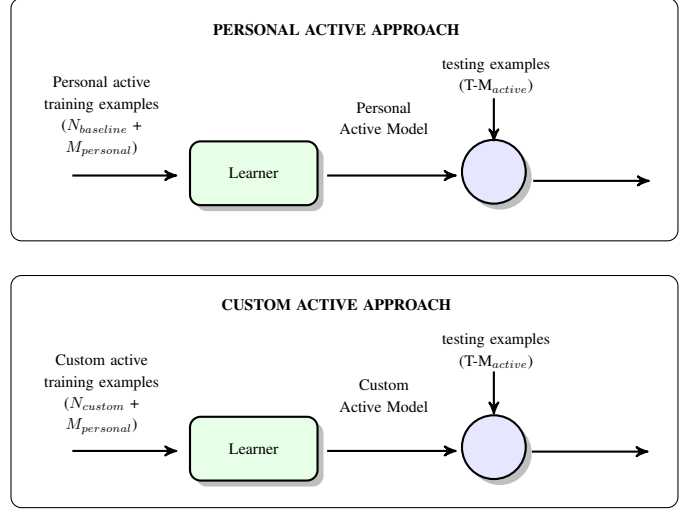 PERSONAL ACTIVE APPROACH
testing examples
(T-M_active)
Personal active
training examples
(N_baseline +
M_personal)
Personal
Active Model
Learner
CUSTOM ACTIVE APPROACH
testing examples
(T-M_active)
Custom active
training examples
(N_custom +
M_personal)
Custom
Active Model
Learner